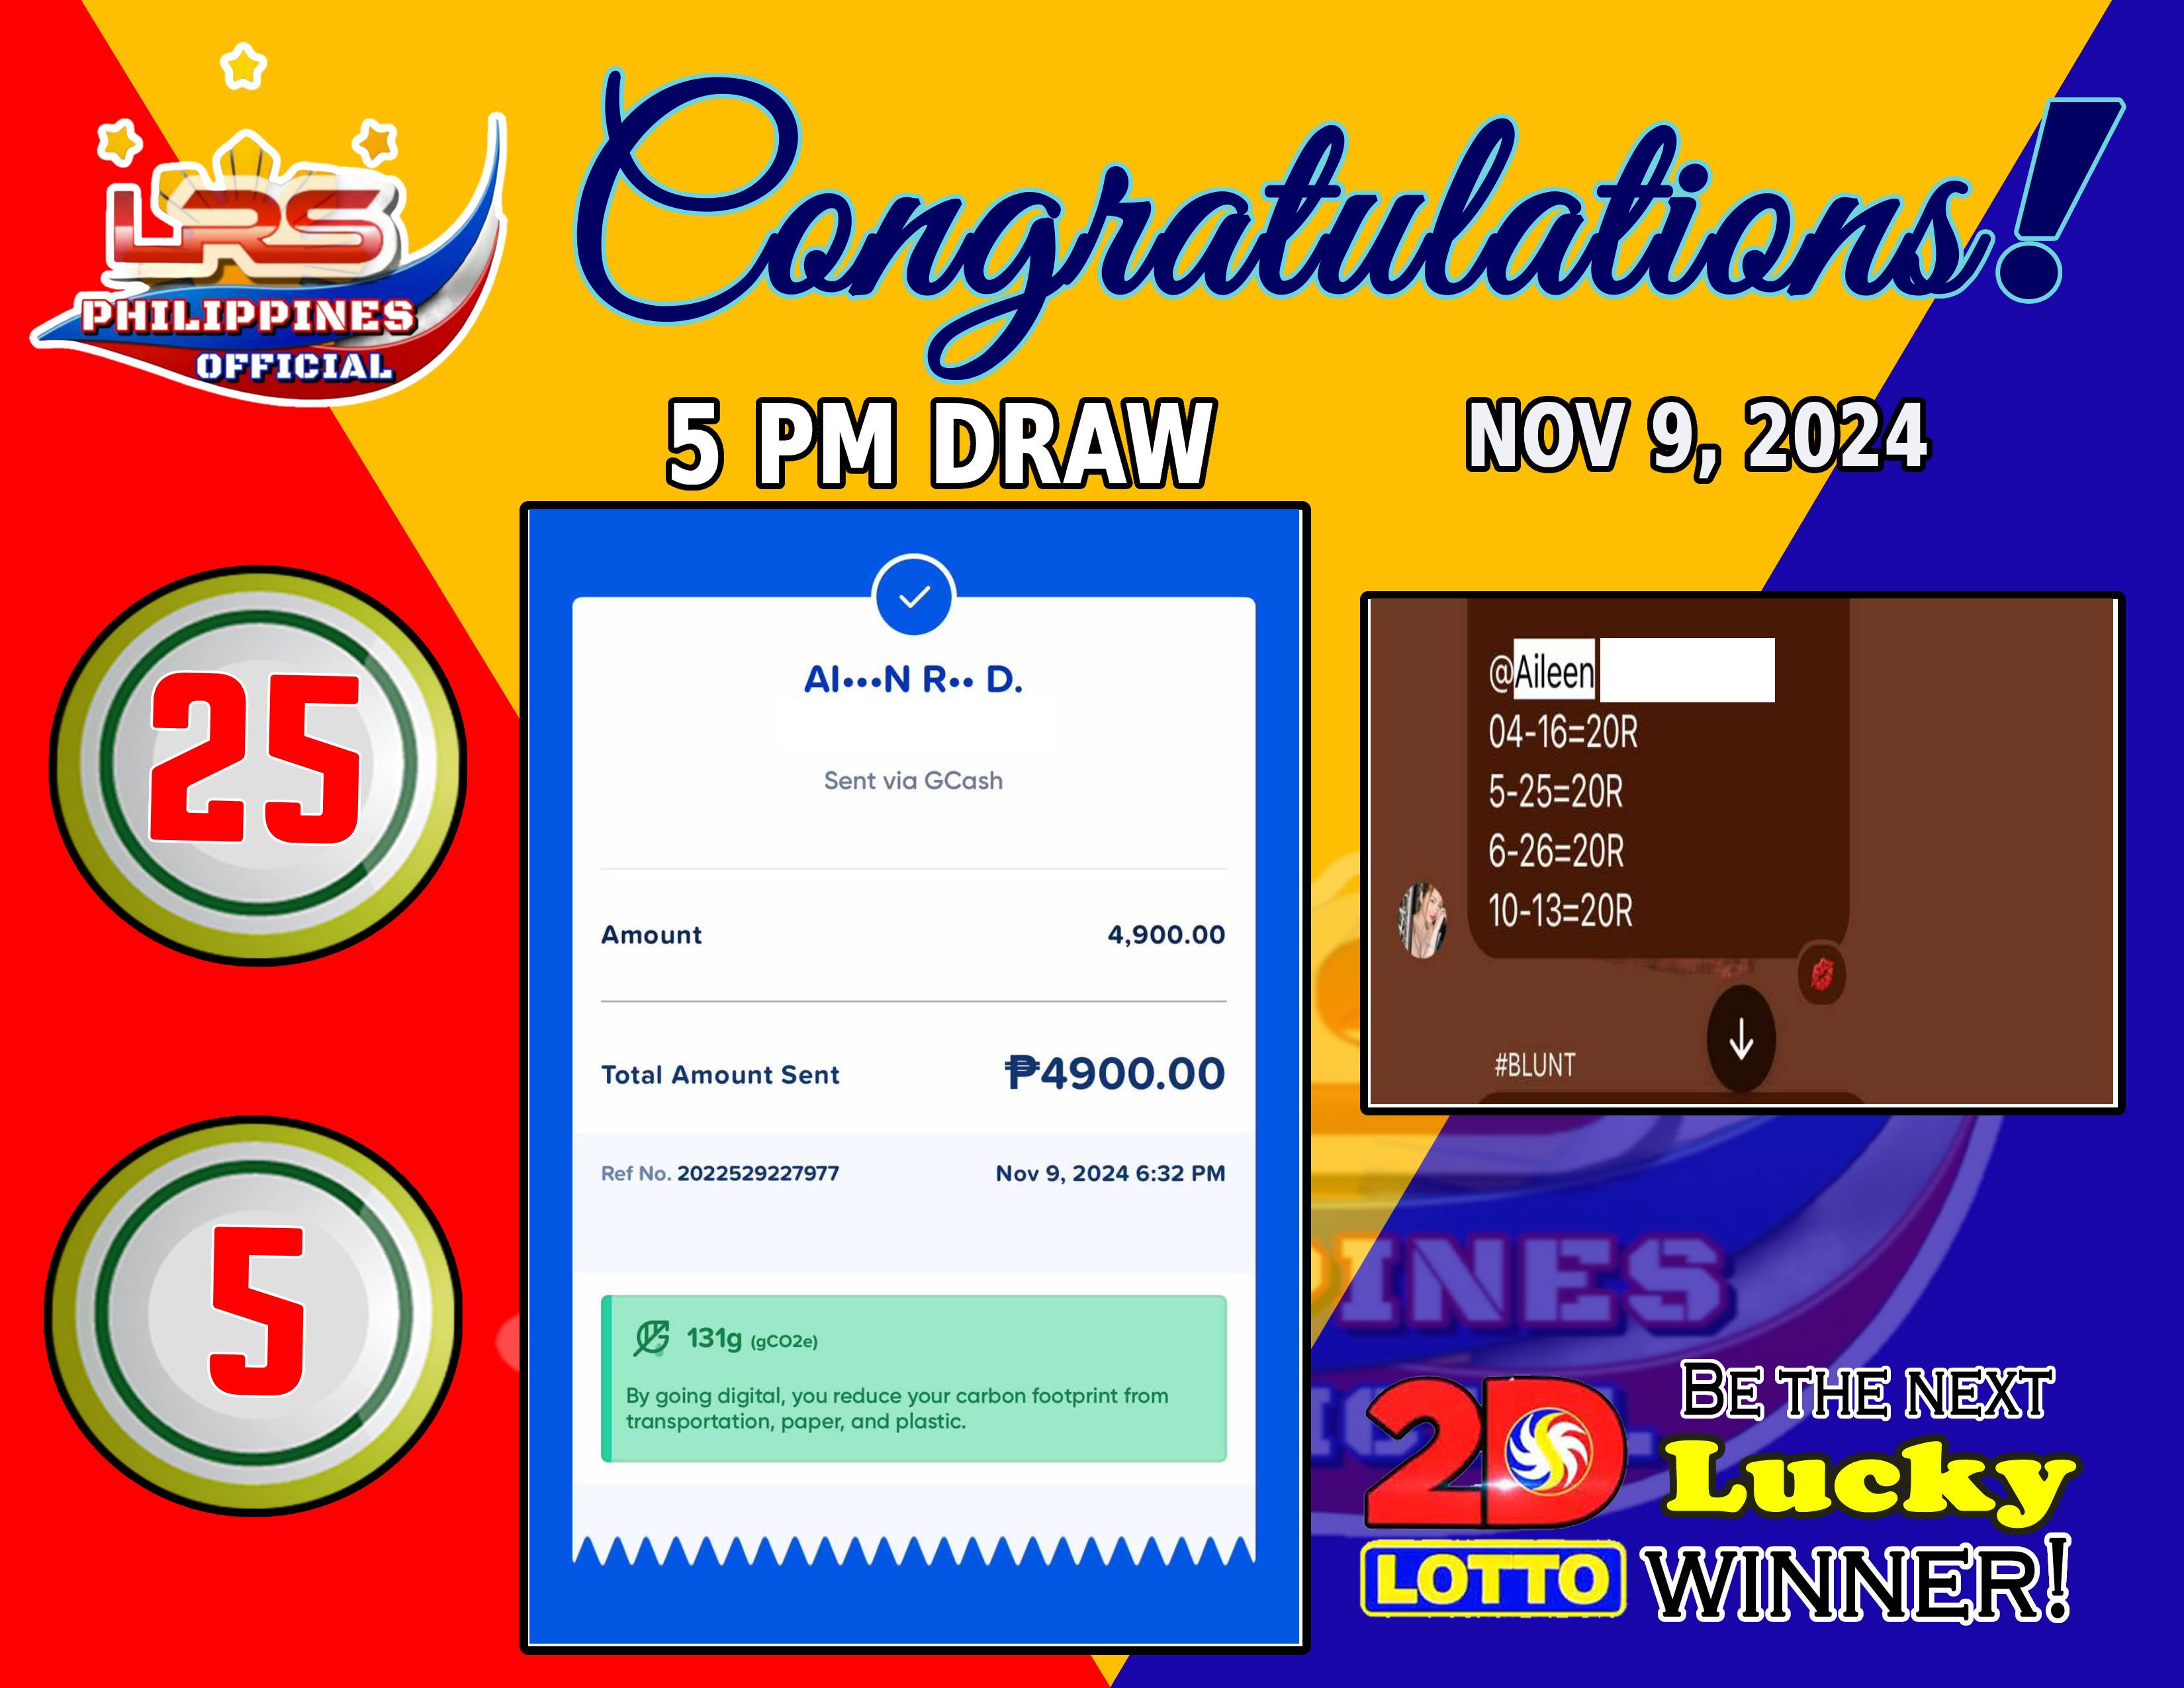 LRS
PHILIPPINES
OFFICIAL
Congratulations!
5 PM DRAW
NOV 9, 2024
25
5
AI•••N R•• D.
Sent via GCash
Amount 4,900.00
Total Amount Sent ₱4900.00
Ref No. 2022529227977 Nov 9, 2024 6:32 PM
131g (gCO2e)
By going digital, you reduce your carbon footprint from
transportation, paper, and plastic.
@Aileen
04-16=20R
5-25=20R
6-26=20R
10-13=20R
#BLUNT
PINES
2D
LOTTO
BE THE NEXT
Lucky
WINNER!